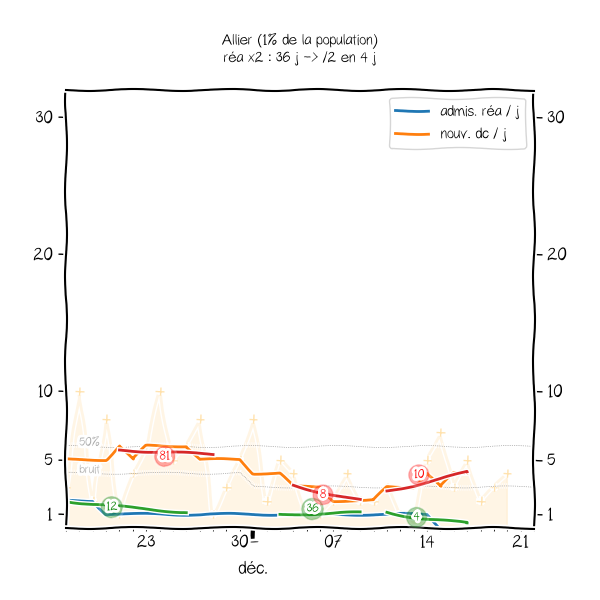 Allier (1% de la population)
réa x2 : 36 j -> /2 en 4 j
admis. réa / j
nouv. dc / j
30 30
20 20
10 10
5 5
1 1
50%
bruit
81
12
8
36
10
4
23 30 07 14 21
déc.